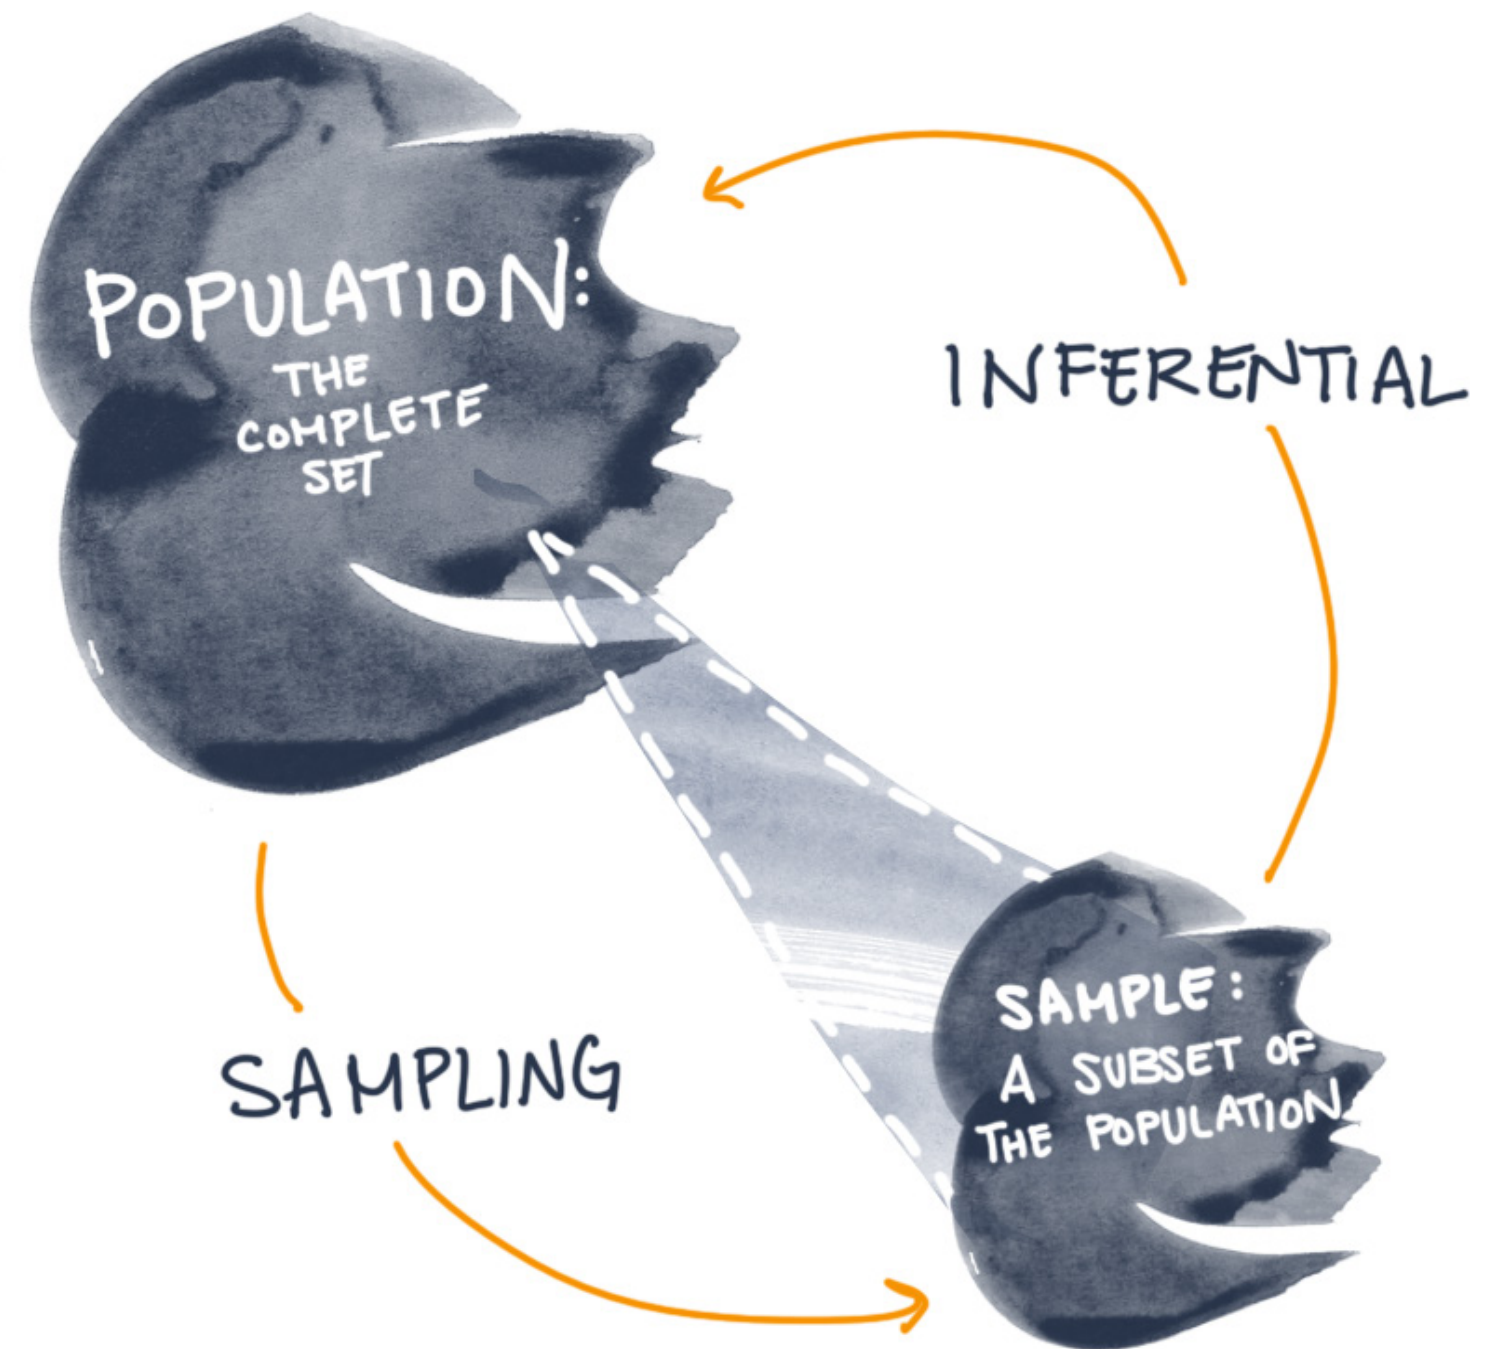 POPULATION:
THE
COMPLETE
SET
INFERENTIAL
SAMPLING
SAMPLE:
A SUBSET OF
THE POPULATION